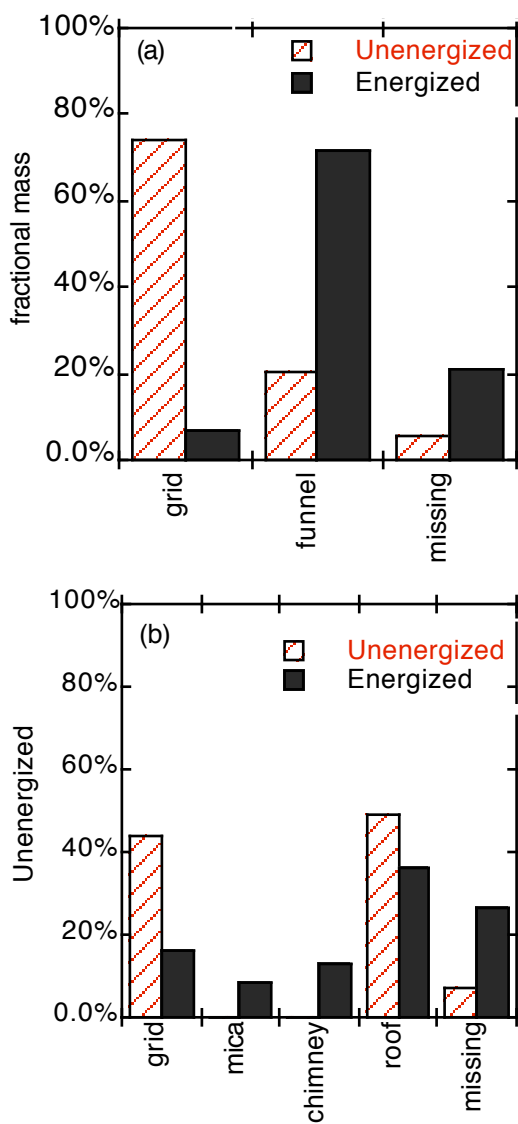 100%
(a)
Unenergized
Energized
80%
60%
40%
20%
0.0%
fractional mass
grid
funnel
missing
100%
(b)
Unenergized
Energized
80%
60%
40%
20%
0.0%
Unenergized
grid
mica
chimney
roof
missing